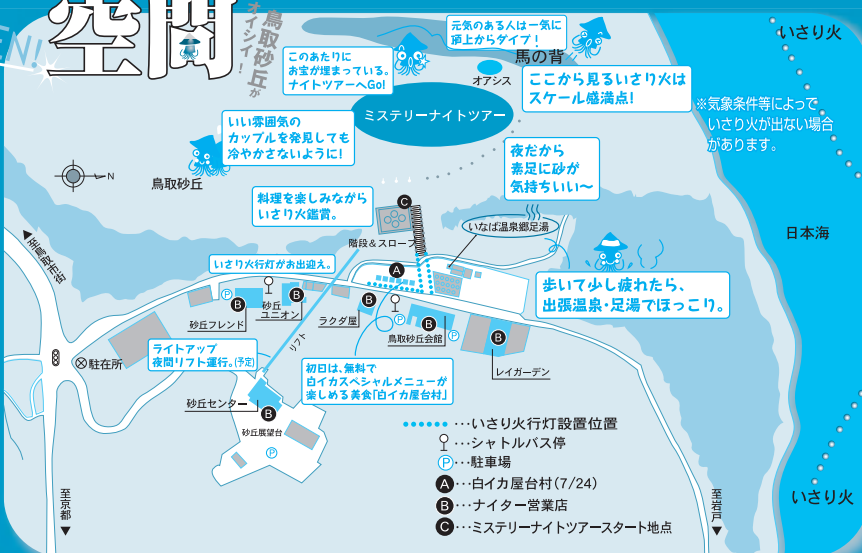 EN!
空間
鳥取砂丘が
オイシイ!
元気のある人は一気に
頂上からダイブ!
馬の背
オアシス
このあたりに
お宝が埋まっている。
ナイトツアーへGo!
ここから見るいさり火は
スケール感満点!
いさり火
※気象条件等によって
いさり火が出ない場合
があります。
ミステリーナイトツアー
いい雰囲気の
カップルを発見しても
冷やかさないように!
夜だから
素足に砂が
気持ちいい〜
N
鳥取砂丘
料理を楽しみながら
いさり火鑑賞。
C
階段&スロープ
いなば温泉郷足湯
日本海
▲至鳥取市街
いさり火行灯がお出迎え。
A
歩いて少し疲れたら、
出張温泉・足湯でほっこり。
P
B
砂丘フレンド
砂丘
ユニオン
B
ラクダ屋
B
P
鳥取砂丘会館
B
P
レイガーデン
B
リフト
駐在所
ライトアップ
夜間リフト運行。(予定)
初日は、無料で
白イカスペシャルメニューが
楽しめる美食「白イカ屋台村」
砂丘センター
B
砂丘展望台
P
・・・いさり火行灯設置位置
・・・シャトルバス停
P・・・駐車場
A・・・白イカ屋台村(7/24)
B・・・ナイター営業店
C・・・ミステリーナイトツアースタート地点
至京都▼
至岩戸▼
いさり火